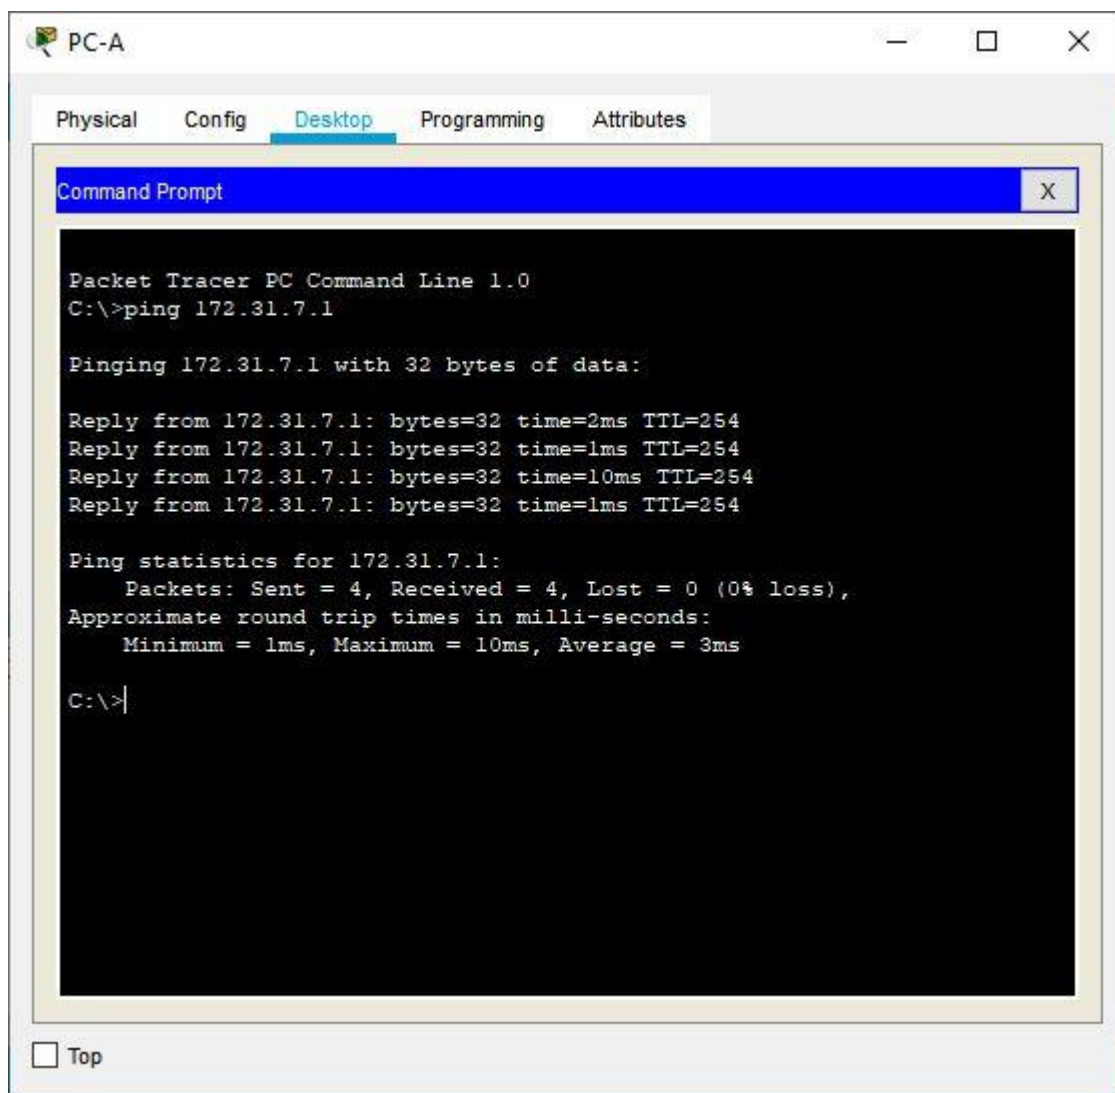 PC-A
Physical Config Desktop Programming Attributes
Command Prompt X
Packet Tracer PC Command Line 1.0
C:\>ping 172.31.7.1
Pinging 172.31.7.1 with 32 bytes of data:
Reply from 172.31.7.1: bytes=32 time=2ms TTL=254
Reply from 172.31.7.1: bytes=32 time=1ms TTL=254
Reply from 172.31.7.1: bytes=32 time=10ms TTL=254
Reply from 172.31.7.1: bytes=32 time=1ms TTL=254
Ping statistics for 172.31.7.1:
Packets: Sent = 4, Received = 4, Lost = 0 (0% loss),
Approximate round trip times in milli-seconds:
Minimum = 1ms, Maximum = 10ms, Average = 3ms
C:\>
Top